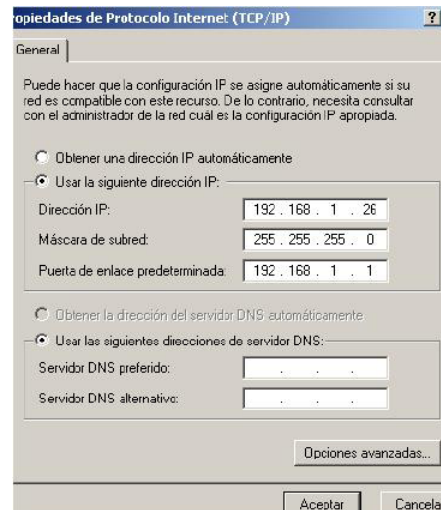 opiedades de Protocolo Internet (TCP/IP)
?
General
Puede hacer que la configuración IP se asigne automáticamente si su
red es compatible con este recurso. De lo contrario, necesita consultar
con el administrador de la red cuál es la configuración IP apropiada.
Obtener una dirección IP automáticamente
Usar la siguiente dirección IP:
Dirección IP: 192 . 168 . 1 . 26
Máscara de subred: 255 . 255 . 255 . 0
Puerta de enlace predeterminada: 192 . 168 . 1 . 1
Obtener la dirección del servidor DNS automáticamente
Usar las siguientes direcciones de servidor DNS:
Servidor DNS preferido: . . .
Servidor DNS alternativo: . . .
Opciones avanzadas...
Aceptar Cancela